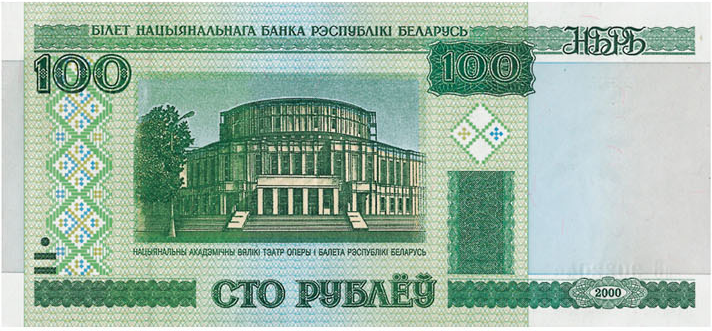 БІЛЕТ НАЦЫЯНАЛЬНАГА БАНКА РЭСПУБЛІКІ БЕЛАРУСЬ
НБРБ
100
100
НАЦЫЯНАЛЬНЫ АКАДЭМІЧНЫ ВЯЛІКІ ТЭАТР ОПЕРЫ І БАЛЕТА РЭСПУБЛІКІ БЕЛАРУСЬ
СТО РУБЛЁЎ
2000